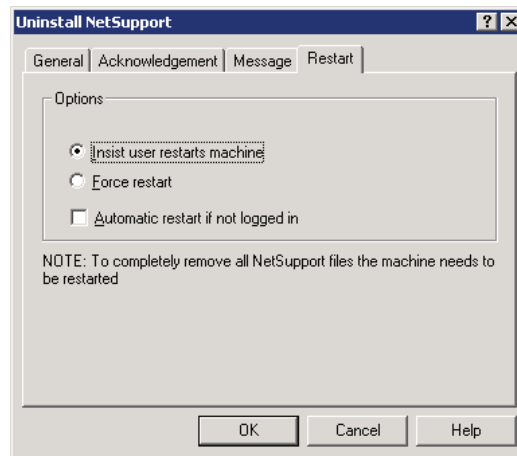 Uninstall NetSupport
General Acknowledgement Message Restart
Options
Insist user restarts machine
Force restart
Automatic restart if not logged in
NOTE: To completely remove all NetSupport files the machine needs to
be restarted
OK Cancel Help